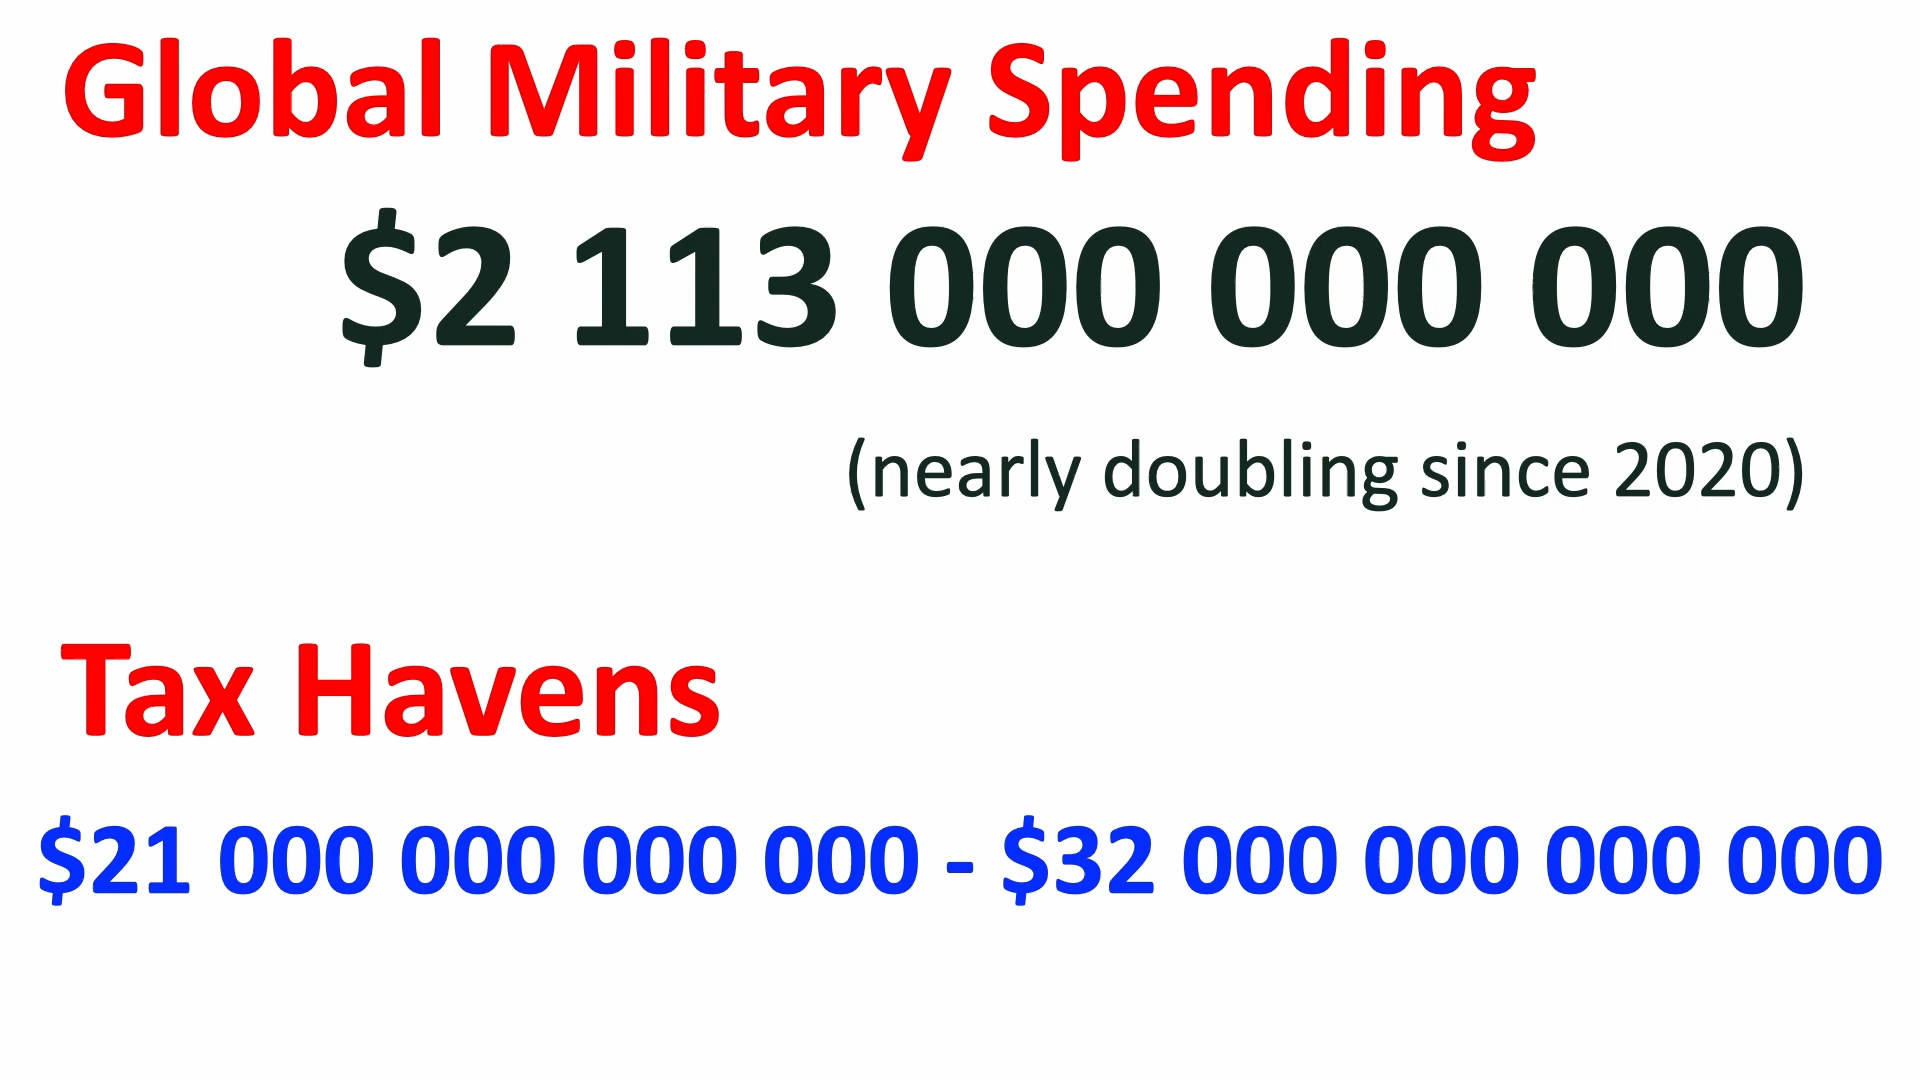 Global Military Spending
$2 113 000 000 000
(nearly doubling since 2020)
Tax Havens
$21 000 000 000 000 - $32 000 000 000 000